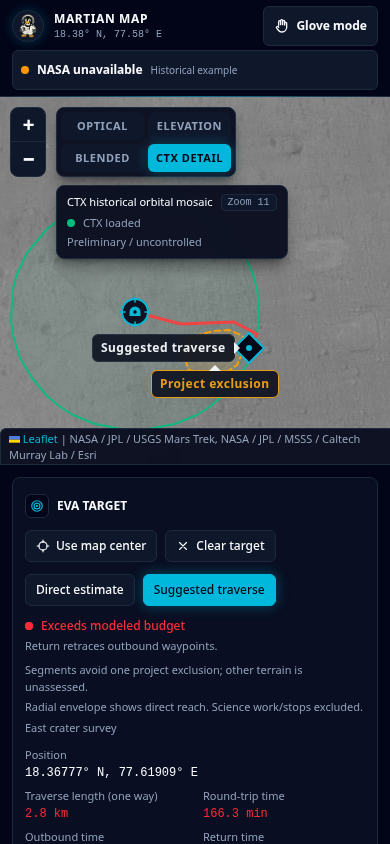 MARTIAN MAP
18.38° N, 77.58° E
Glove mode
NASA unavailable Historical example
+
−
OPTICAL
ELEVATION
BLENDED
CTX DETAIL
CTX historical orbital mosaic Zoom 11
CTX loaded
Preliminary / uncontrolled
Suggested traverse
Project exclusion
Leaflet | NASA / JPL / USGS Mars Trek, NASA / JPL / MSSS / Caltech
Murray Lab / Esri
EVA TARGET
Use map center
Clear target
Direct estimate
Suggested traverse
Exceeds modeled budget
Return retraces outbound waypoints.
Segments avoid one project exclusion; other terrain is
unassessed.
Radial envelope shows direct reach. Science work/stops excluded.
East crater survey
Position
18.36777° N, 77.61909° E
Traverse length (one way)
2.8 km
Round-trip time
166.3 min
Outbound time
Return time